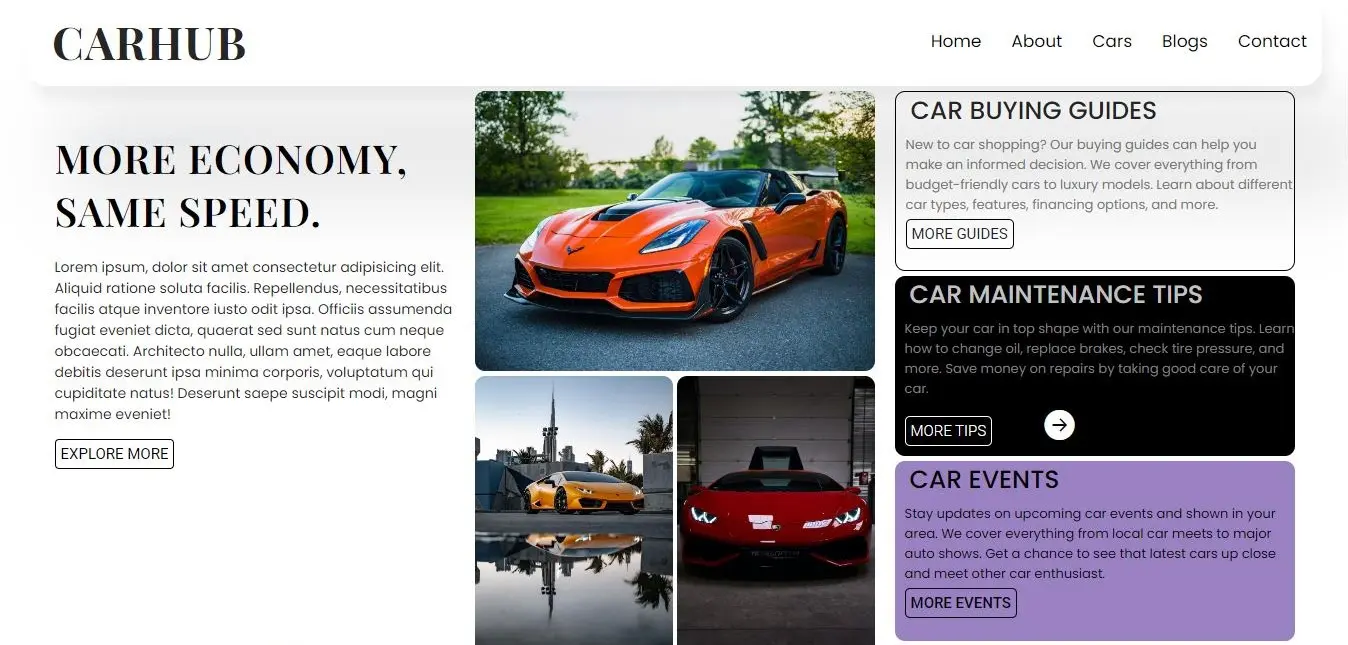 CARHUB
Home About Cars Blogs Contact
MORE ECONOMY,
SAME SPEED.
Lorem ipsum, dolor sit amet consectetur adipisicing elit.
Aliquid ratione soluta facilis. Repellendus, necessitatibus
facilis atque inventore iusto odit ipsa. Officiis assumenda
fugiat eveniet dicta, quaerat sed sunt natus cum neque
obcaecati. Architecto nulla, ullam amet, eaque labore
debitis deserunt ipsa minima corporis, voluptatum qui
cupiditate natus! Deserunt saepe suscipit modi, magni
maxime eveniet!
EXPLORE MORE
CAR BUYING GUIDES
New to car shopping? Our buying guides can help you
make an informed decision. We cover everything from
budget-friendly cars to luxury models. Learn about different
car types, features, financing options, and more.
MORE GUIDES
CAR MAINTENANCE TIPS
Keep your car in top shape with our maintenance tips. Learn
how to change oil, replace brakes, check tire pressure, and
more. Save money on repairs by taking good care of your
car.
MORE TIPS
CAR EVENTS
Stay updates on upcoming car events and shown in your
area. We cover everything from local car meets to major
auto shows. Get a chance to see that latest cars up close
and meet other car enthusiast.
MORE EVENTS